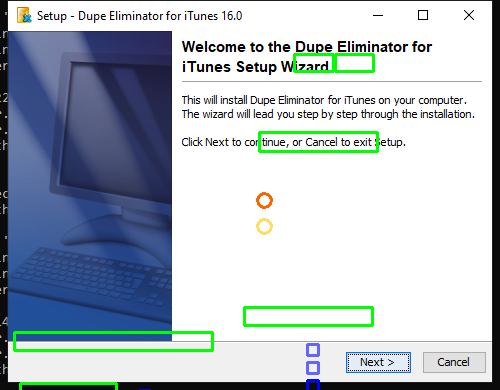 Setup - Dupe Eliminator for iTunes 16.0
Welcome to the Dupe Eliminator for
iTunes Setup Wizard
This will install Dupe Eliminator for iTunes on your computer.
The wizard will lead you step by step through the installation.
Click Next to continue, or Cancel to exit Setup.
Next >
Cancel